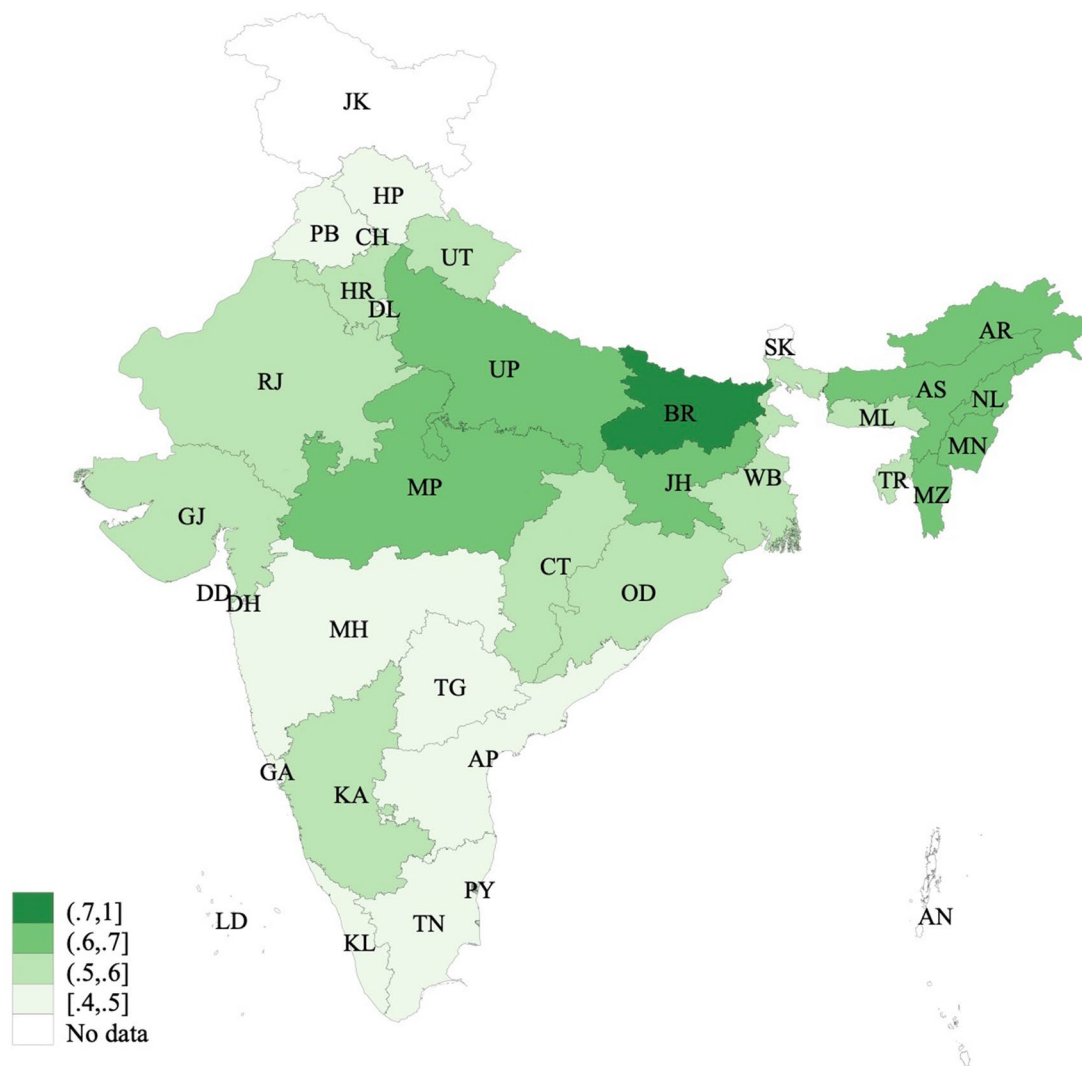 JK
HP
PB
CH
UT
HR
DL
AR
SK
UP
RJ
AS
NL
BR
ML
MN
WB
TR
JH
MP
MZ
GJ
CT
DD
DH
OD
MH
TG
AP
GA
KA
PY
(.7,1]
LD
TN
AN
(.6,.7]
KL
(.5,.6]
[.4,.5]
No data